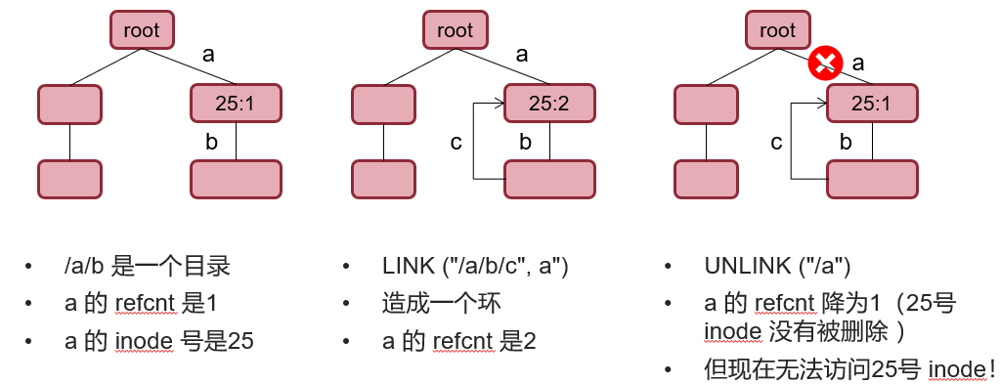 root
a
25:1
b
root
a
25:2
c
b
root
a
25:1
c
b
• /a/b 是一个目录
• a 的 refcnt 是1
• a 的 inode 号是25
• LINK ("/a/b/c", a")
• 造成一个环
• a 的 refcnt 是2
• UNLINK ("/a")
• a 的 refcnt 降为1（25号
inode 没有被删除 ）
• 但现在无法访问25号 inode！